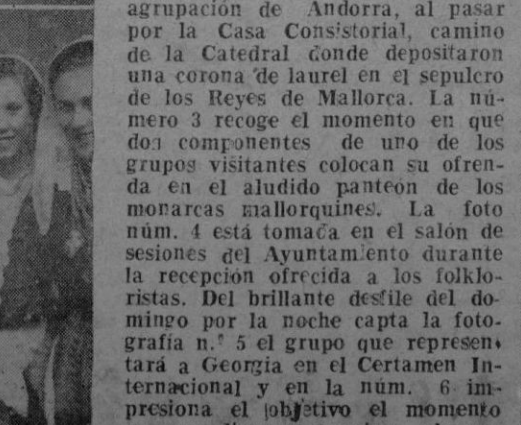 agrupación de Andorra, al pasar
por la Casa Consistorial, camino
de la Catedral donde depositaron
una corona de laurel en el sepulcro
de los Reyes de Mallorca. La nú-
mero 3 recoge el momento en que
dos componentes de uno de los
grupos visitantes colocan su ofren-
da en el aludido panteón de los
monarcas mallorquines. La foto
núm. 4 está tomada en el salón de
sesiones del Ayuntamiento durante
la recepción ofrecida a los folklo-
ristas. Del brillante desfile del do-
mingo por la noche capta la foto-
grafía n.º 5 el grupo que represen-
tará a Georgia en el Certamen In-
ternacional y en la núm. 6 im-
presiona el objetivo el momento